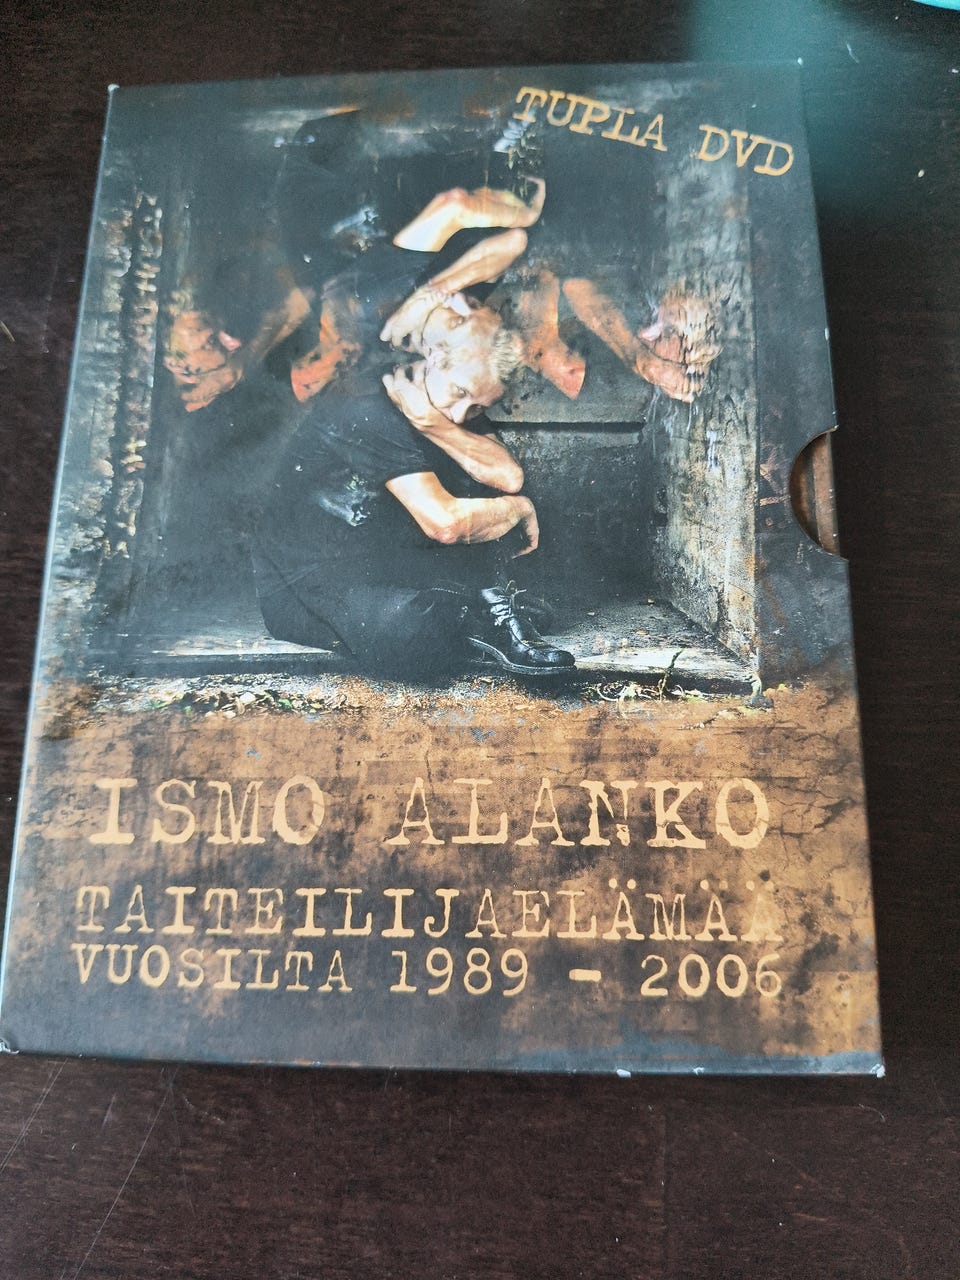 TUPLA DVD
ISMO ALANKO
TAITEILIJAELÄMÄÄ
VUOSILTA 1989 - 2006